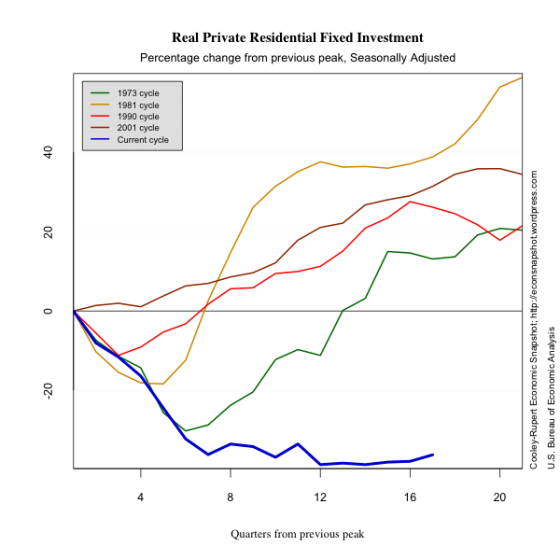 Real Private Residential Fixed Investment
Percentage change from previous peak, Seasonally Adjusted
1973 cycle
1981 cycle
1990 cycle
2001 cycle
Current cycle
40
20
0
20
4 8 12 16 20
Quarters from previous peak
Cooley-Rupert Economic Snapshot; http://econsnapshot.wordpress.com
U.S. Bureau of Economic Analysis